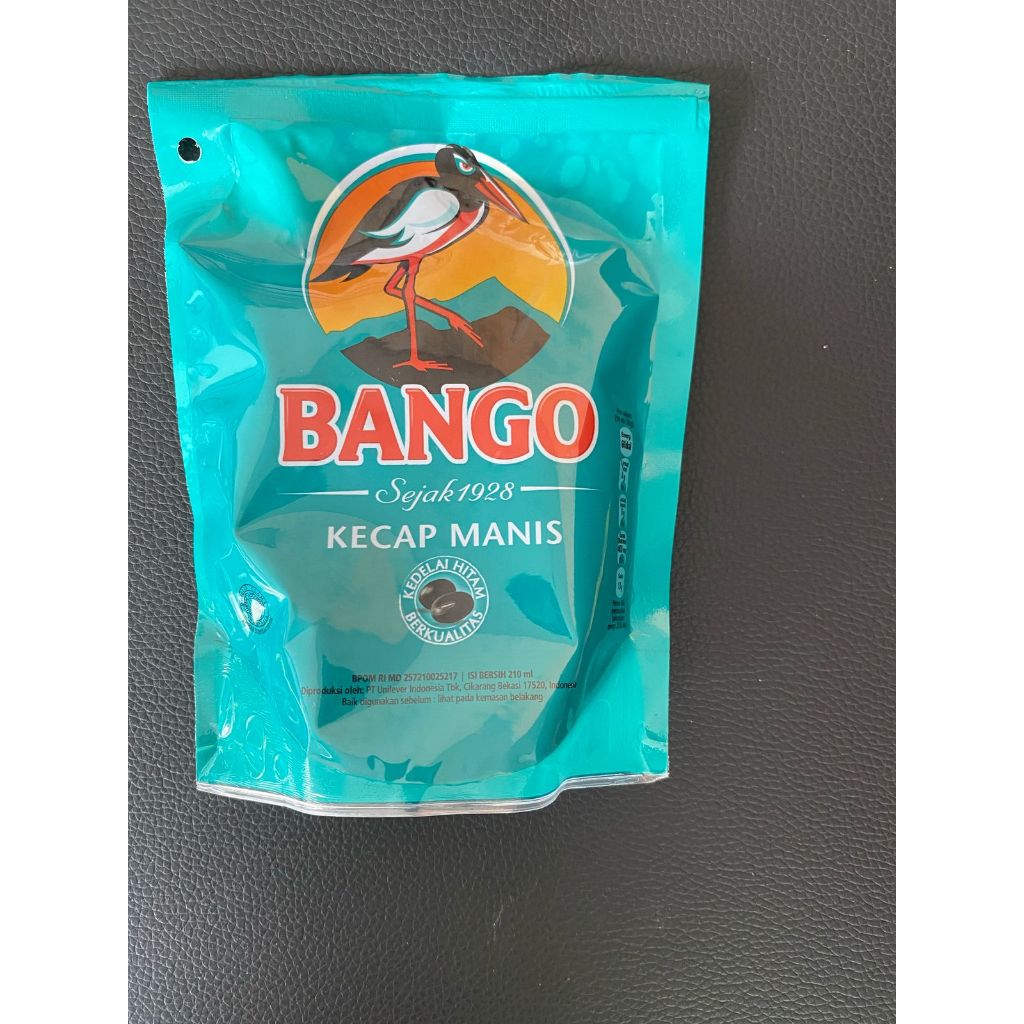 BANGO
Sejak 1928
KECAP MANIS
KEDELAI HITAM
BERKUALITAS
BPOM RI MD 257210025217 | ISI BERSIH 210 ml
Diproduksi oleh: PT Unilever Indonesia Tbk, Cikarang Bekasi 17520, Indonesia
Baik digunakan sebelum : lihat pada kemasan belakang